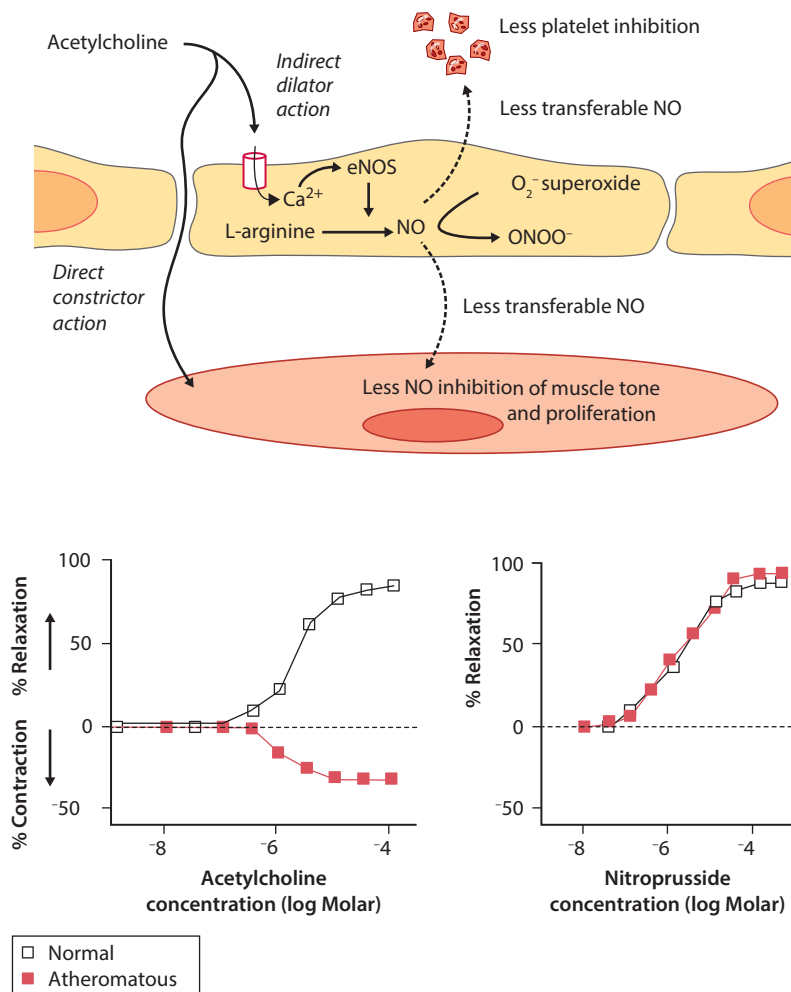 Less platelet inhibition
Acetylcholine
Indirect
dilator
action
Less transferable NO
eNOS
O₂⁻ superoxide
Ca²⁺
L-arginine
NO
ONOO⁻
Direct
constrictor
action
Less transferable NO
Less NO inhibition of muscle tone
and proliferation
% Relaxation
% Contraction
100
50
0
⁻50
⁻8
⁻6
⁻4
Acetylcholine
concentration (log Molar)
% Relaxation
100
50
0
⁻50
⁻8
⁻6
⁻4
Nitroprusside
concentration (log Molar)
Normal
Atheromatous